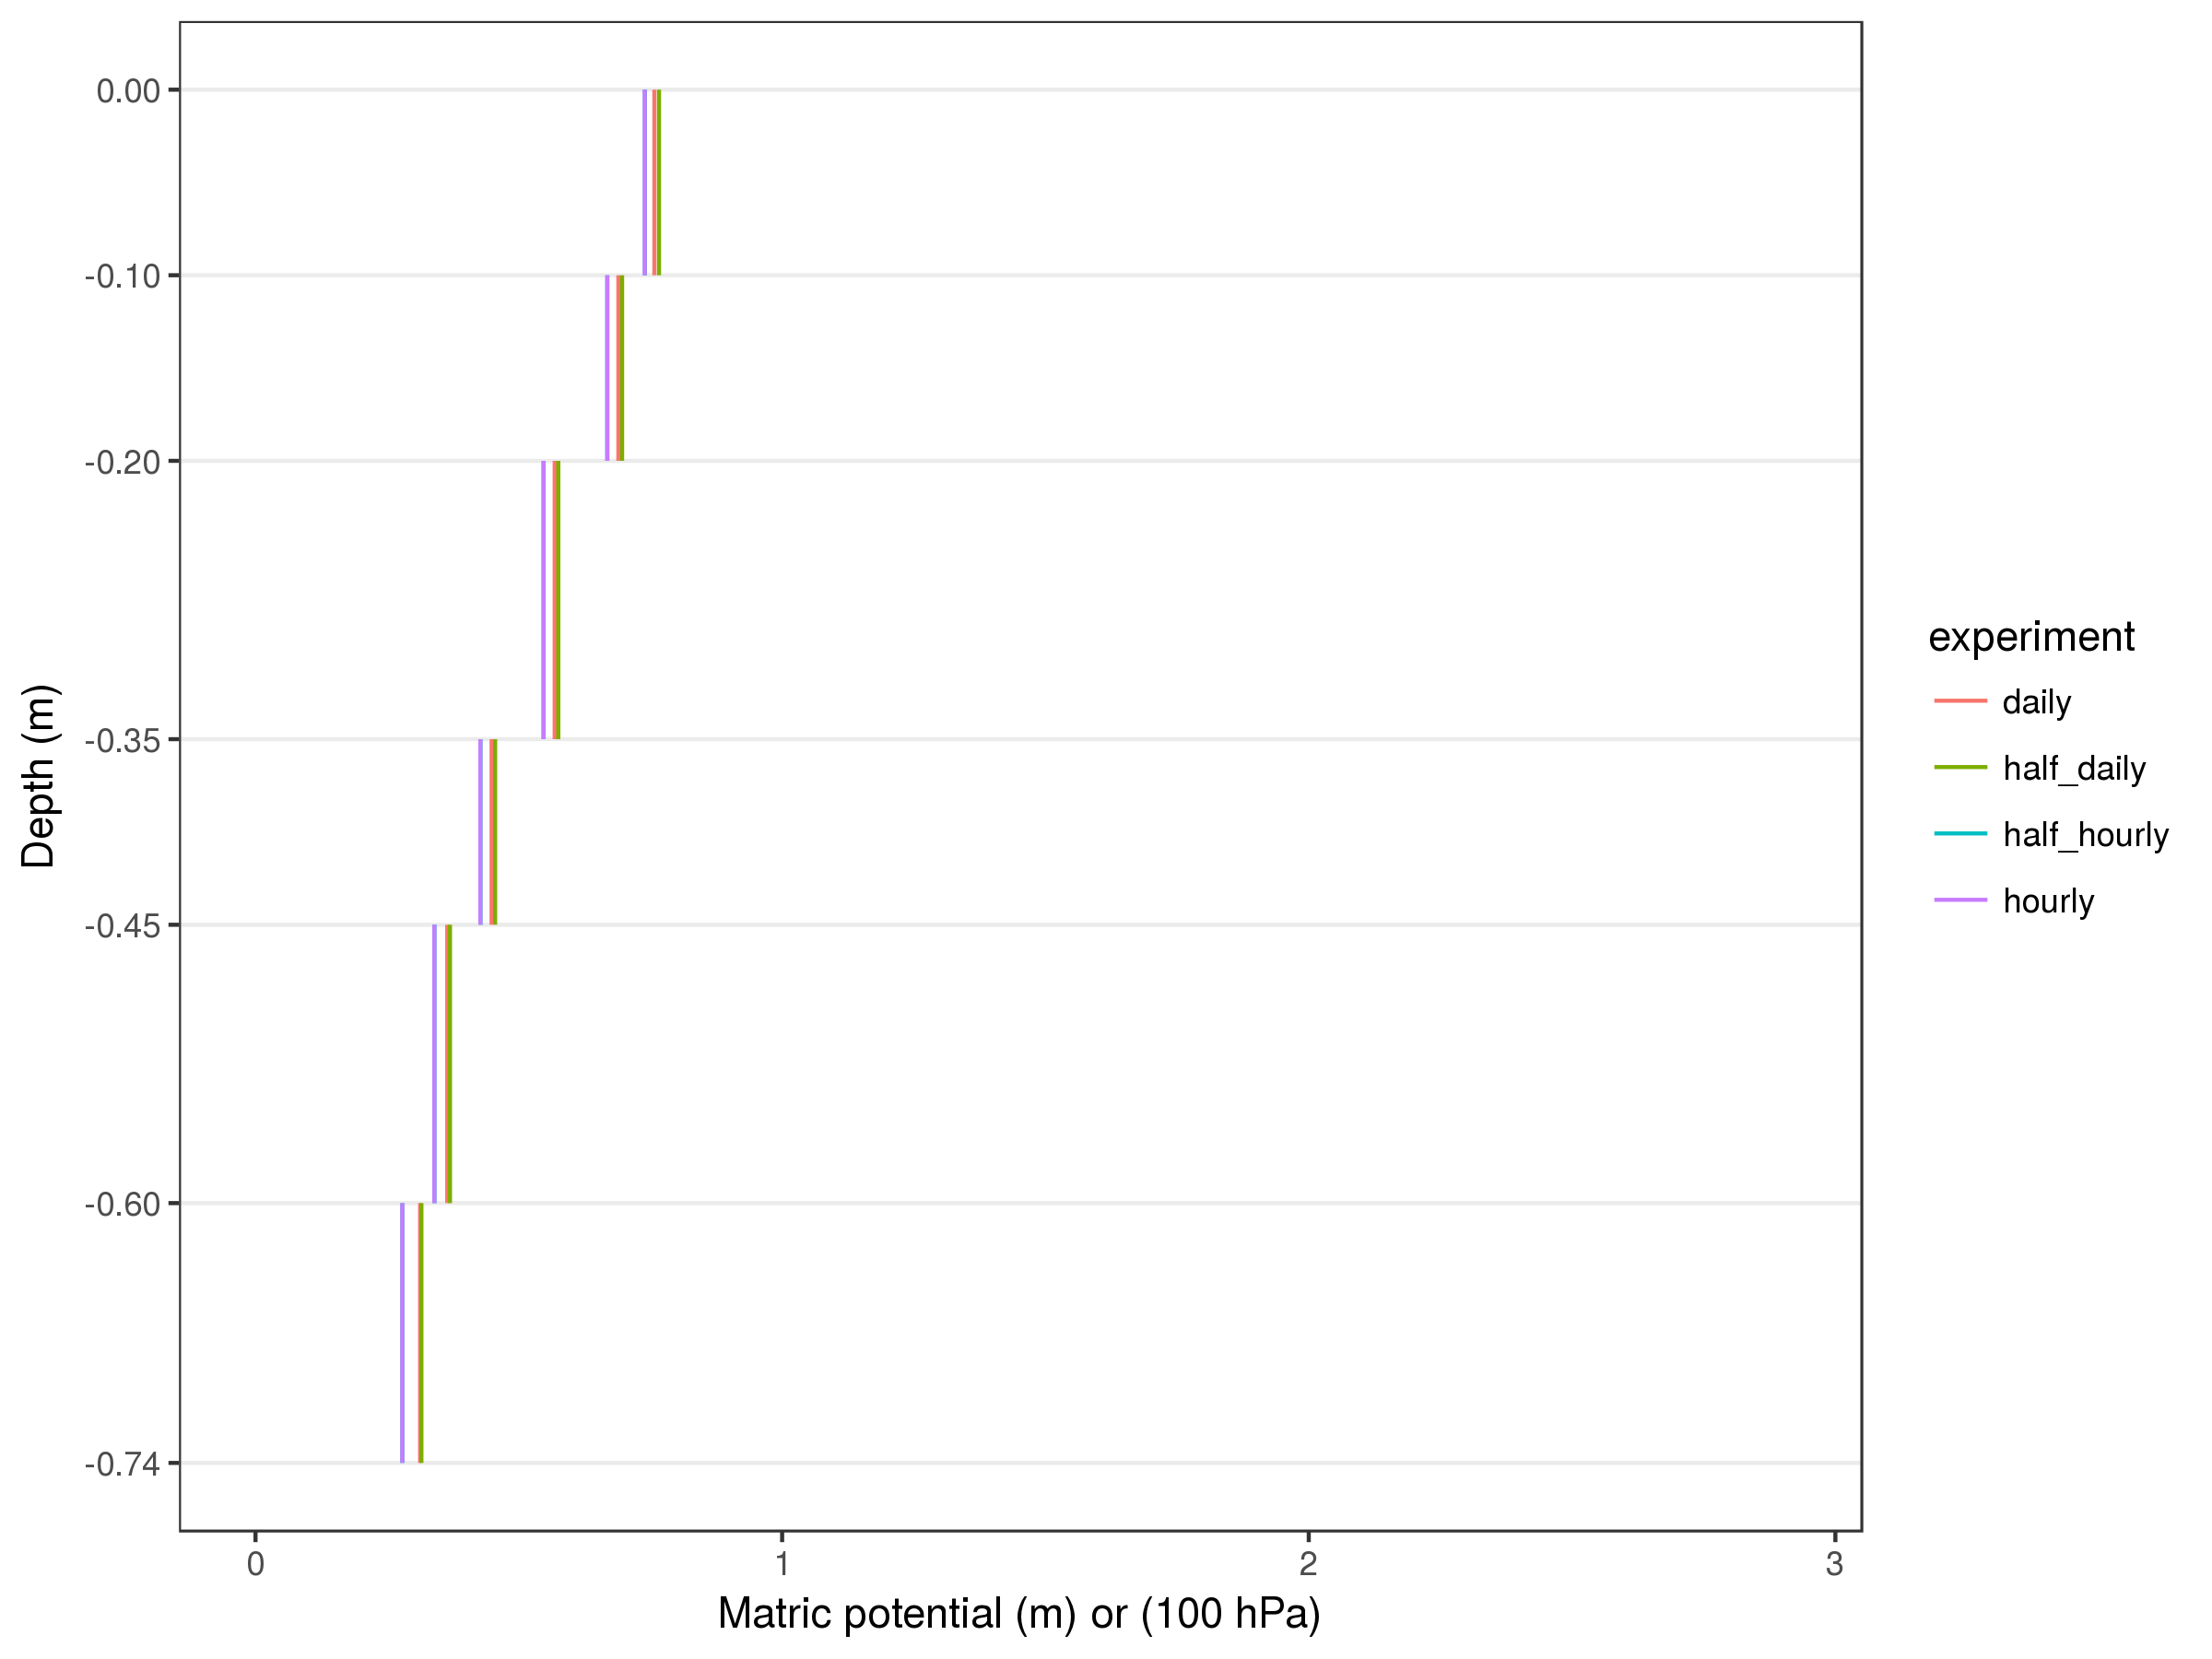 0.00
-0.10
-0.20
-0.35
-0.45
-0.60
-0.74
Depth (m)
0 1 2 3
Matric potential (m) or (100 hPa)
experiment
daily
half_daily
half_hourly
hourly